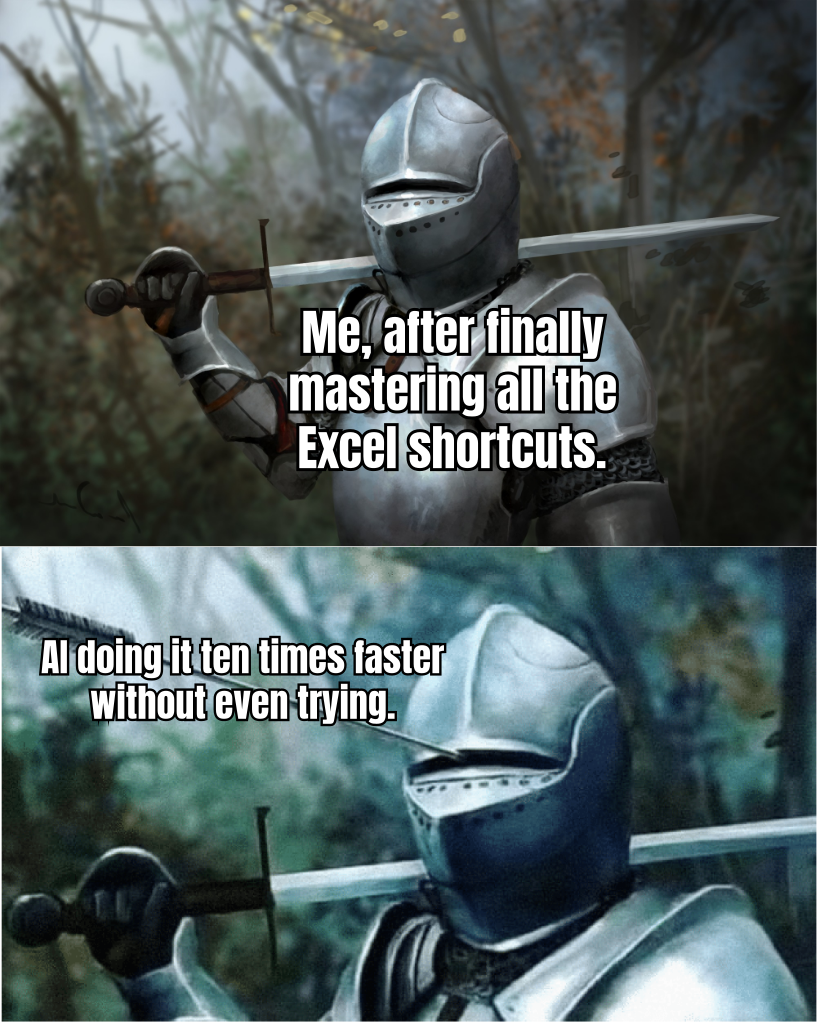 Me, after finally
mastering all the
Excel shortcuts.
AI doing it ten times faster
without even trying.